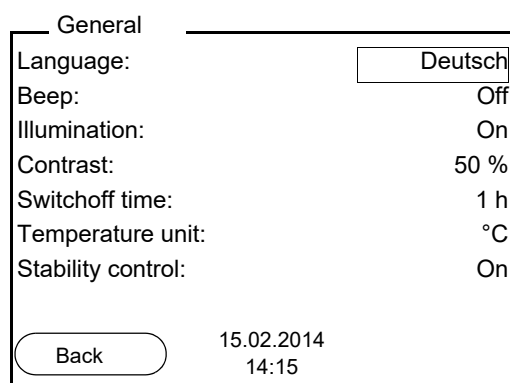 General
Language: Deutsch
Beep: Off
Illumination: On
Contrast: 50 %
Switchoff time: 1 h
Temperature unit: °C
Stability control: On
Back
15.02.2014
14:15